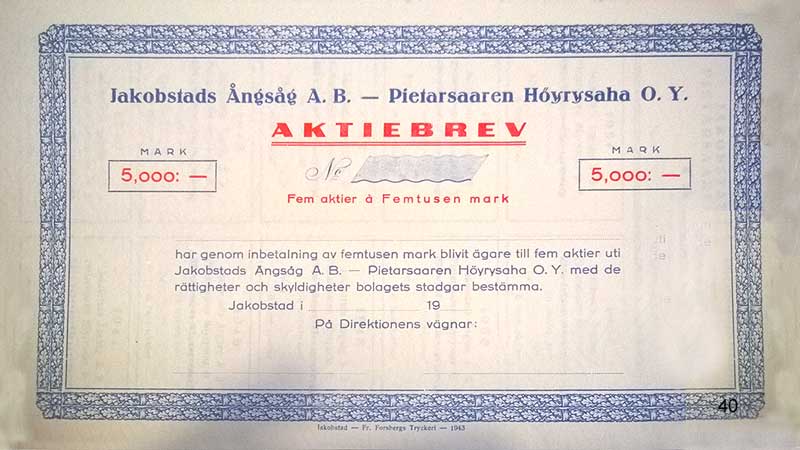 Jakobstads Ångsåg A. B. — Pietarsaaren Höyrysaha O. Y.
AKTIEBREV
MARK
5,000: —
No
MARK
5,000: —
Fem aktier à Femtusen mark
har genom inbetalning av femtusen mark blivit ägare till fem aktier uti
Jakobstads Ångsåg A. B. — Pietarsaaren Höyrysaha O. Y. med de
rättigheter och skyldigheter bolagets stadgar bestämma.
Jakobstad i 19
På Direktionens vägnar:
40
Jakobstad — Fr. Forsbergs Tryckeri — 1943